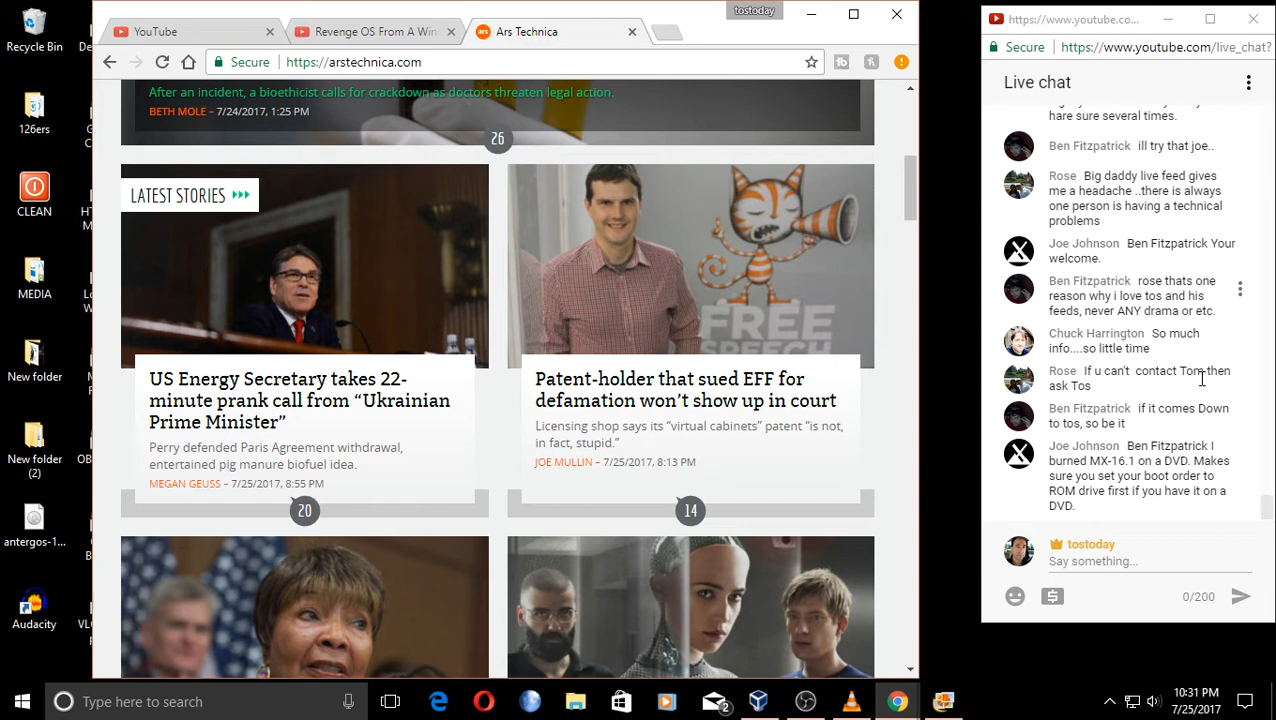 Recycle Bin
126ers
CLEAN
MEDIA
New folder
New folder
(2)
antergos-1...
Audacity
tostoday
YouTube
Revenge OS From A Win
Ars Technica
Secure
https://arstechnica.com
After an incident, a bioethicist calls for crackdown as doctors threaten legal action.
BETH MOLE – 7/24/2017, 1:25 PM
26
LATEST STORIES
FREE
SPEECH
US Energy Secretary takes 22-
minute prank call from “Ukrainian
Prime Minister”
Perry defended Paris Agreement withdrawal,
entertained pig manure biofuel idea.
MEGAN GEUSS – 7/25/2017, 8:55 PM
20
Patent-holder that sued EFF for
defamation won’t show up in court
Licensing shop says its “virtual cabinets” patent “is not,
in fact, stupid.”
JOE MULLIN – 7/25/2017, 8:13 PM
14
https://www.youtube.co...
Secure
https://www.youtube.com/live_chat?
Live chat
hare sure several times.
Ben Fitzpatrick ill try that joe..
Rose Big daddy live feed gives
me a headache ..there is always
one person is having a technical
problems
Joe Johnson Ben Fitzpatrick Your
welcome.
Ben Fitzpatrick rose thats one
reason why i love tos and his
feeds, never ANY drama or etc.
Chuck Harrington So much
info....so little time
Rose If u can't contact Tom then
ask Tos
Ben Fitzpatrick if it comes Down
to tos, so be it
Joe Johnson Ben Fitzpatrick I
burned MX-16.1 on a DVD. Makes
sure you set your boot order to
ROM drive first if you have it on a
DVD.
tostoday
Say something...
0/200
Type here to search
2
10:31 PM
7/25/2017